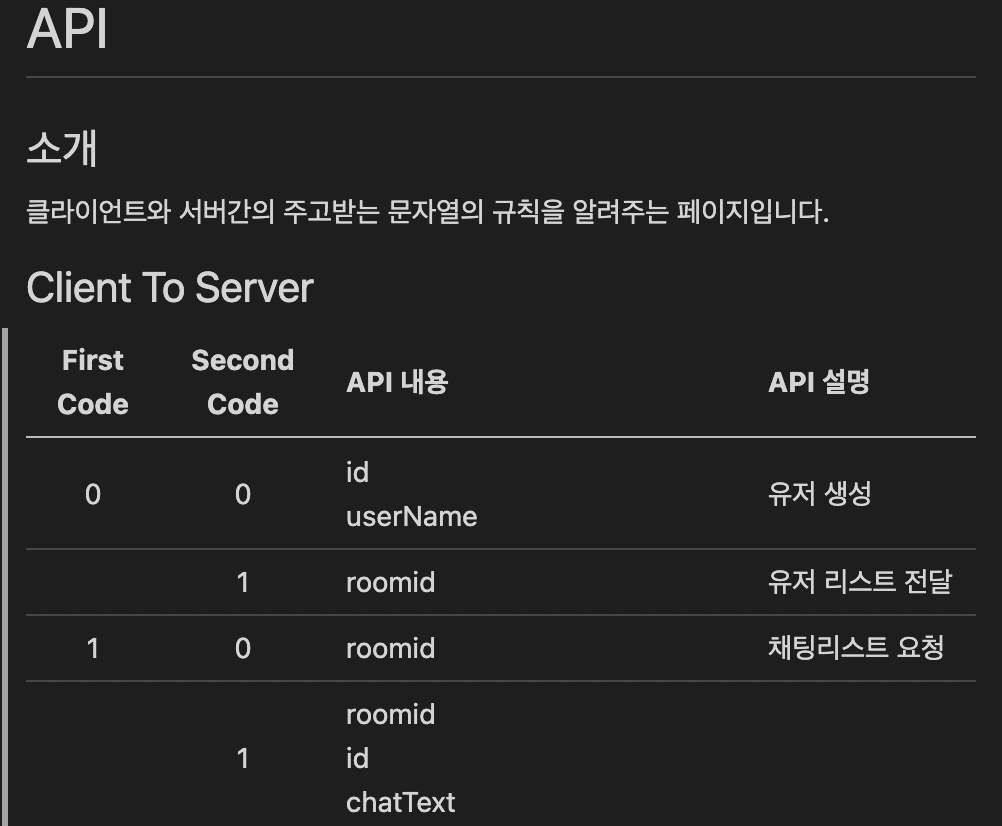 API
소개
클라이언트와 서버간의 주고받는 문자열의 규칙을 알려주는 페이지입니다.
Client To Server
First Code Second Code API 내용 API 설명
0 0 id userName 유저 생성
1 roomid 유저 리스트 전달
1 0 roomid 채팅리스트 요청
1 roomid id chatText